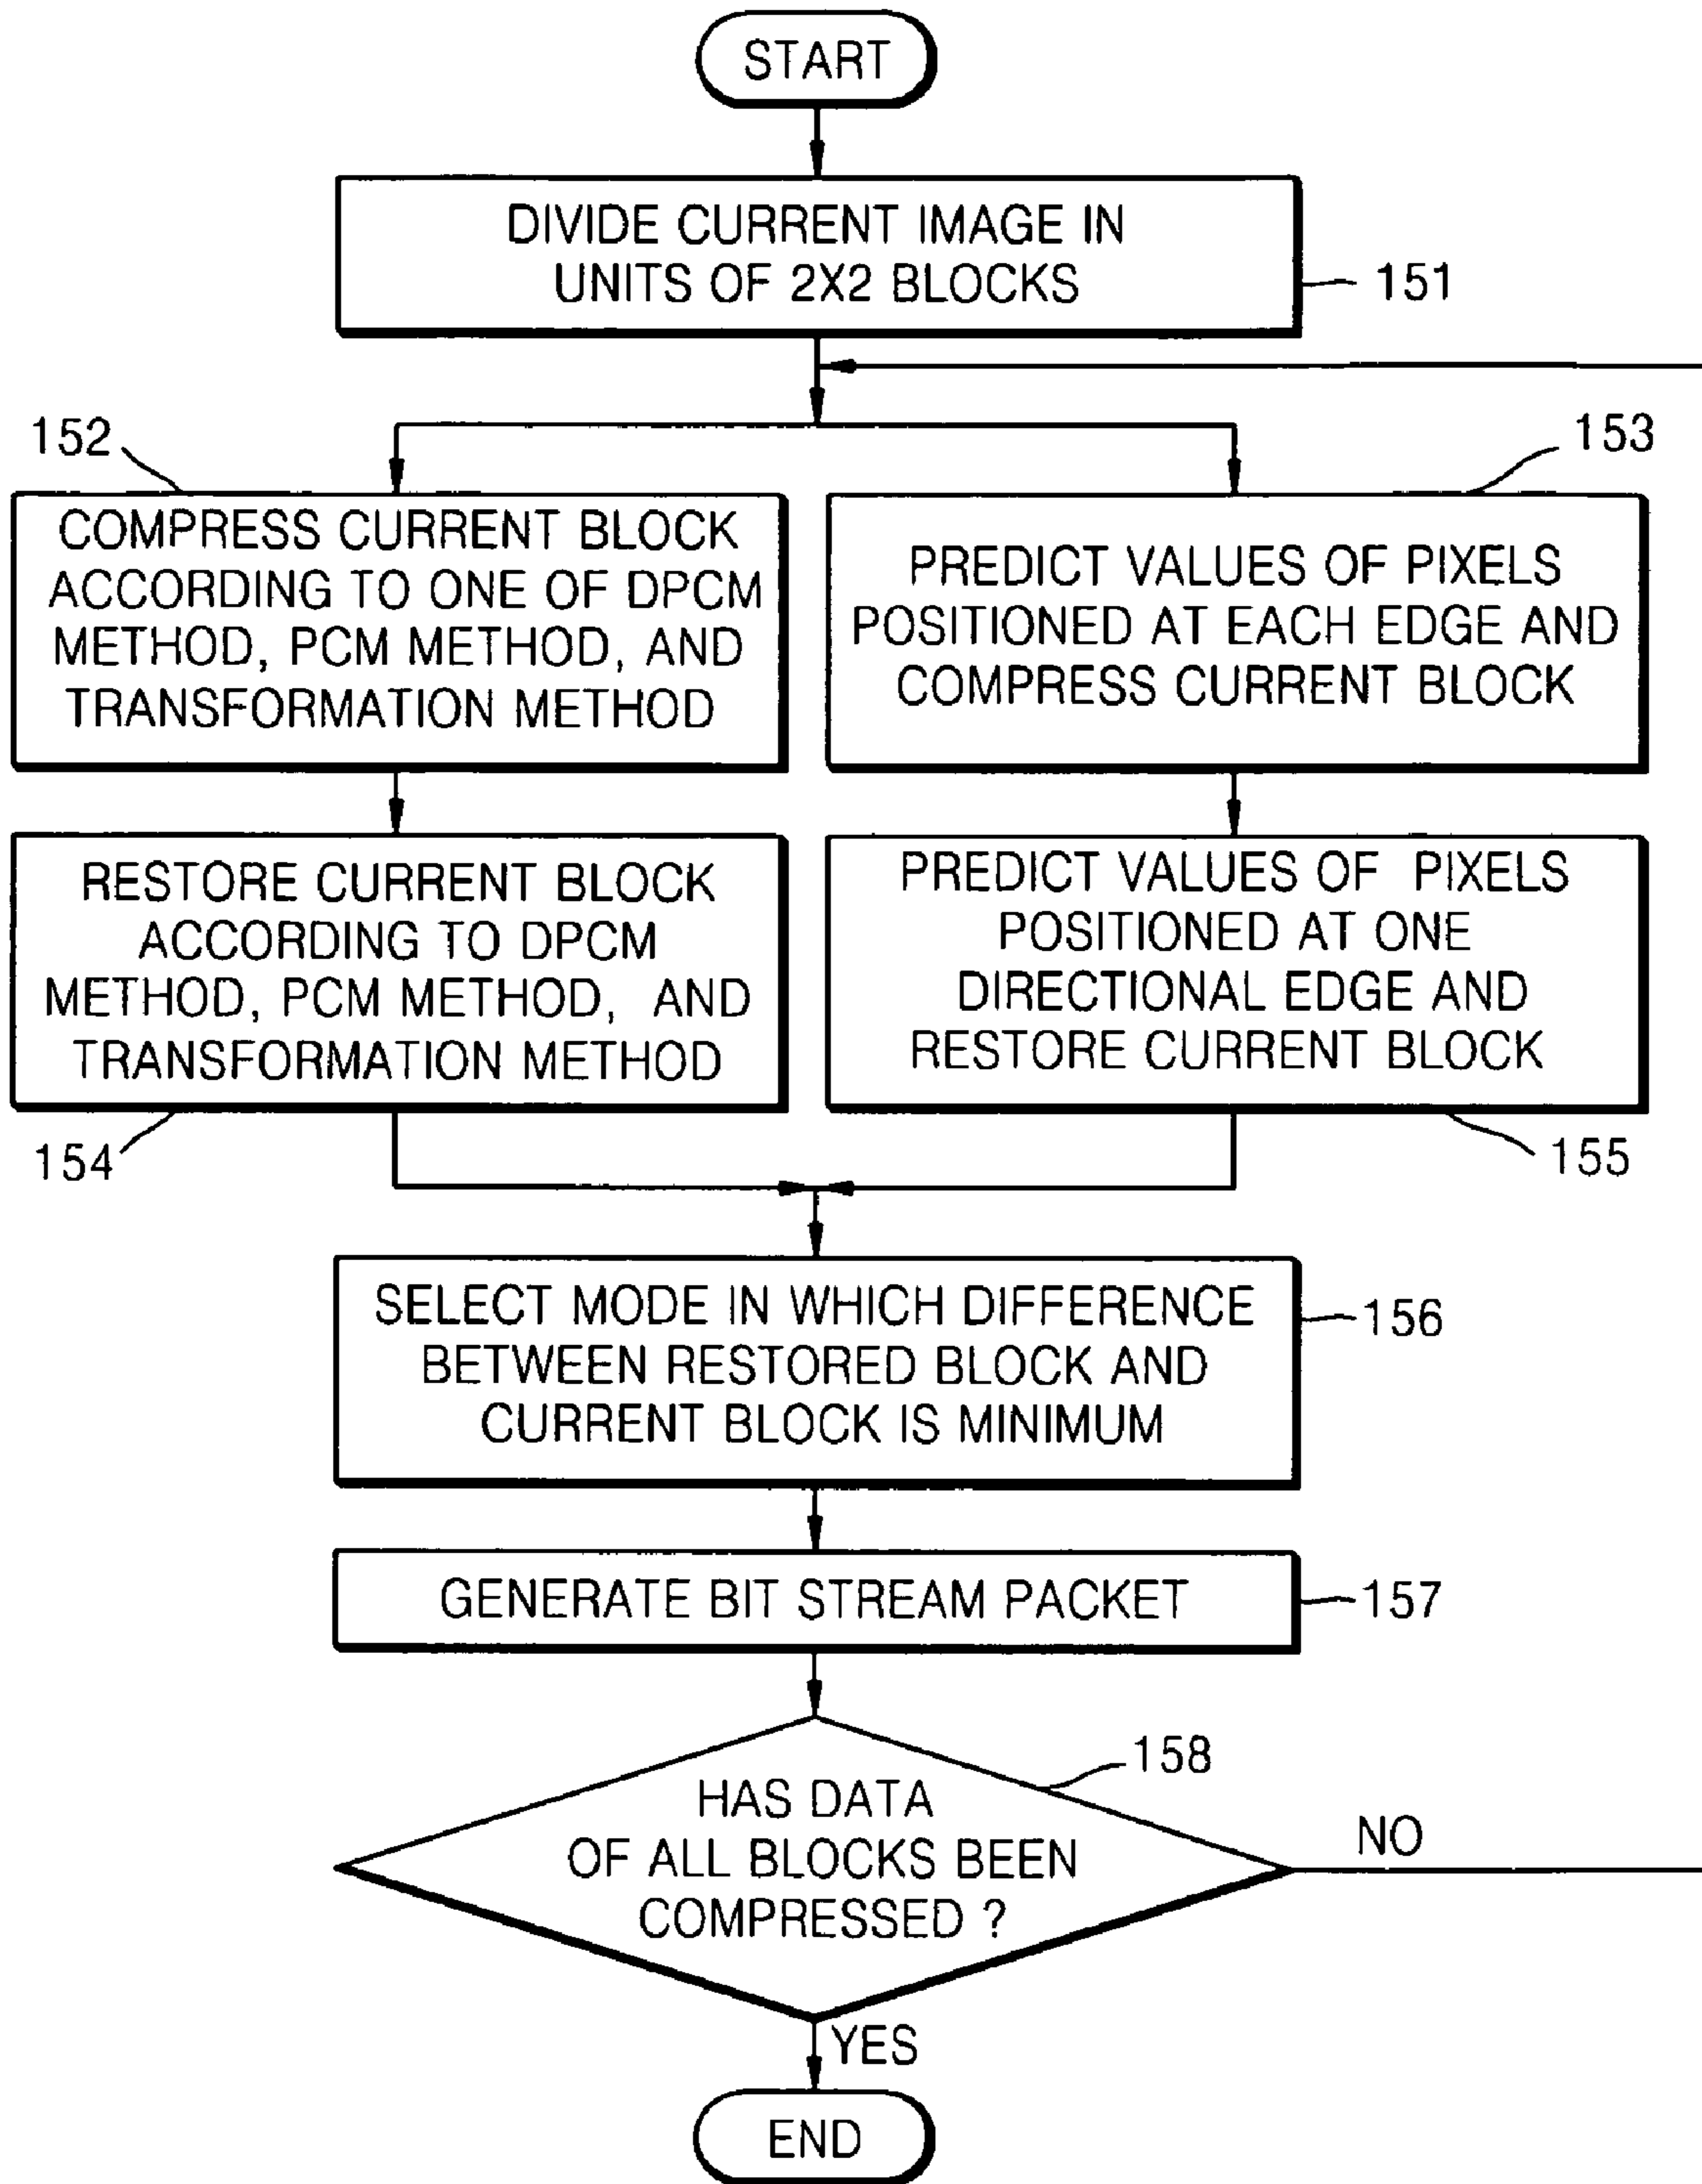 START
DIVIDE CURRENT IMAGE IN
UNITS OF 2X2 BLOCKS
151
152
COMPRESS CURRENT BLOCK
ACCORDING TO ONE OF DPCM
METHOD, PCM METHOD, AND
TRANSFORMATION METHOD
153
PREDICT VALUES OF PIXELS
POSITIONED AT EACH EDGE AND
COMPRESS CURRENT BLOCK
RESTORE CURRENT BLOCK
ACCORDING TO DPCM
METHOD, PCM METHOD, AND
TRANSFORMATION METHOD
154
PREDICT VALUES OF PIXELS
POSITIONED AT ONE
DIRECTIONAL EDGE AND
RESTORE CURRENT BLOCK
155
SELECT MODE IN WHICH DIFFERENCE
BETWEEN RESTORED BLOCK AND
CURRENT BLOCK IS MINIMUM
156
GENERATE BIT STREAM PACKET
157
158
HAS DATA
OF ALL BLOCKS BEEN
COMPRESSED ?
NO
YES
END